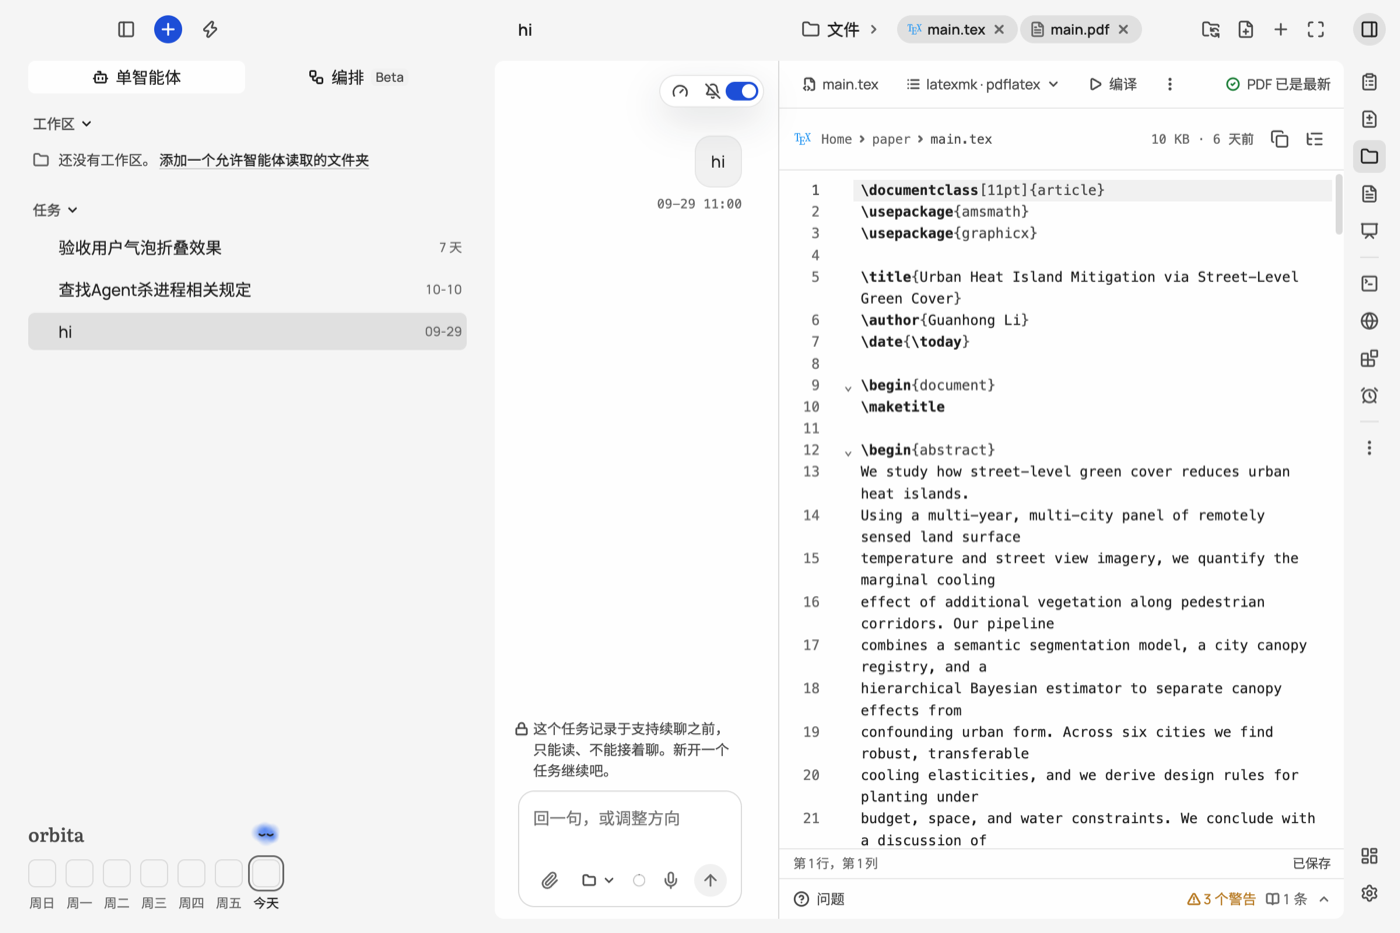 hi
文件
main.tex
main.pdf
单智能体
编排 Beta
工作区
还没有工作区。 添加一个允许智能体读取的文件夹
任务
验收用户气泡折叠效果 7 天
查找Agent杀进程相关规定 10-10
hi 09-29
orbita
周日 周一 周二 周三 周四 周五 今天
hi
09-29 11:00
这个任务记录于支持续聊之前，
只能读、不能接着聊。新开一个
任务继续吧。
回一句，或调整方向
main.tex latexmk · pdflatex 编译 PDF 已是最新
TEX Home > paper > main.tex 10 KB · 6 天前
1 \documentclass[11pt]{article}
2 \usepackage{amsmath}
3 \usepackage{graphicx}
4
5 \title{Urban Heat Island Mitigation via Street-Level
Green Cover}
6 \author{Guanhong Li}
7 \date{\today}
8
9 \begin{document}
10 \maketitle
11
12 \begin{abstract}
13 We study how street-level green cover reduces urban
heat islands.
14 Using a multi-year, multi-city panel of remotely
sensed land surface
15 temperature and street view imagery, we quantify the
marginal cooling
16 effect of additional vegetation along pedestrian
corridors. Our pipeline
17 combines a semantic segmentation model, a city canopy
registry, and a
18 hierarchical Bayesian estimator to separate canopy
effects from
19 confounding urban form. Across six cities we find
robust, transferable
20 cooling elasticities, and we derive design rules for
planting under
21 budget, space, and water constraints. We conclude with
a discussion of
第 1 行，第 1 列 已保存
问题 3 个警告 1 条